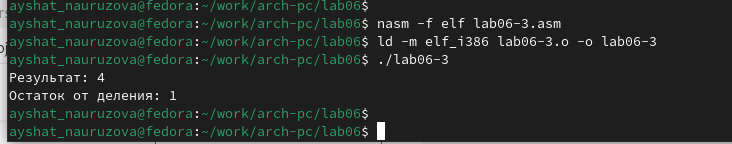 ayshat_nauruzova@fedora:~/work/arch-pc/lab06$
ayshat_nauruzova@fedora:~/work/arch-pc/lab06$ nasm -f elf lab06-3.asm
ayshat_nauruzova@fedora:~/work/arch-pc/lab06$ ld -m elf_i386 lab06-3.o -o lab06-3
ayshat_nauruzova@fedora:~/work/arch-pc/lab06$ ./lab06-3
Результат: 4
Остаток от деления: 1
ayshat_nauruzova@fedora:~/work/arch-pc/lab06$
ayshat_nauruzova@fedora:~/work/arch-pc/lab06$